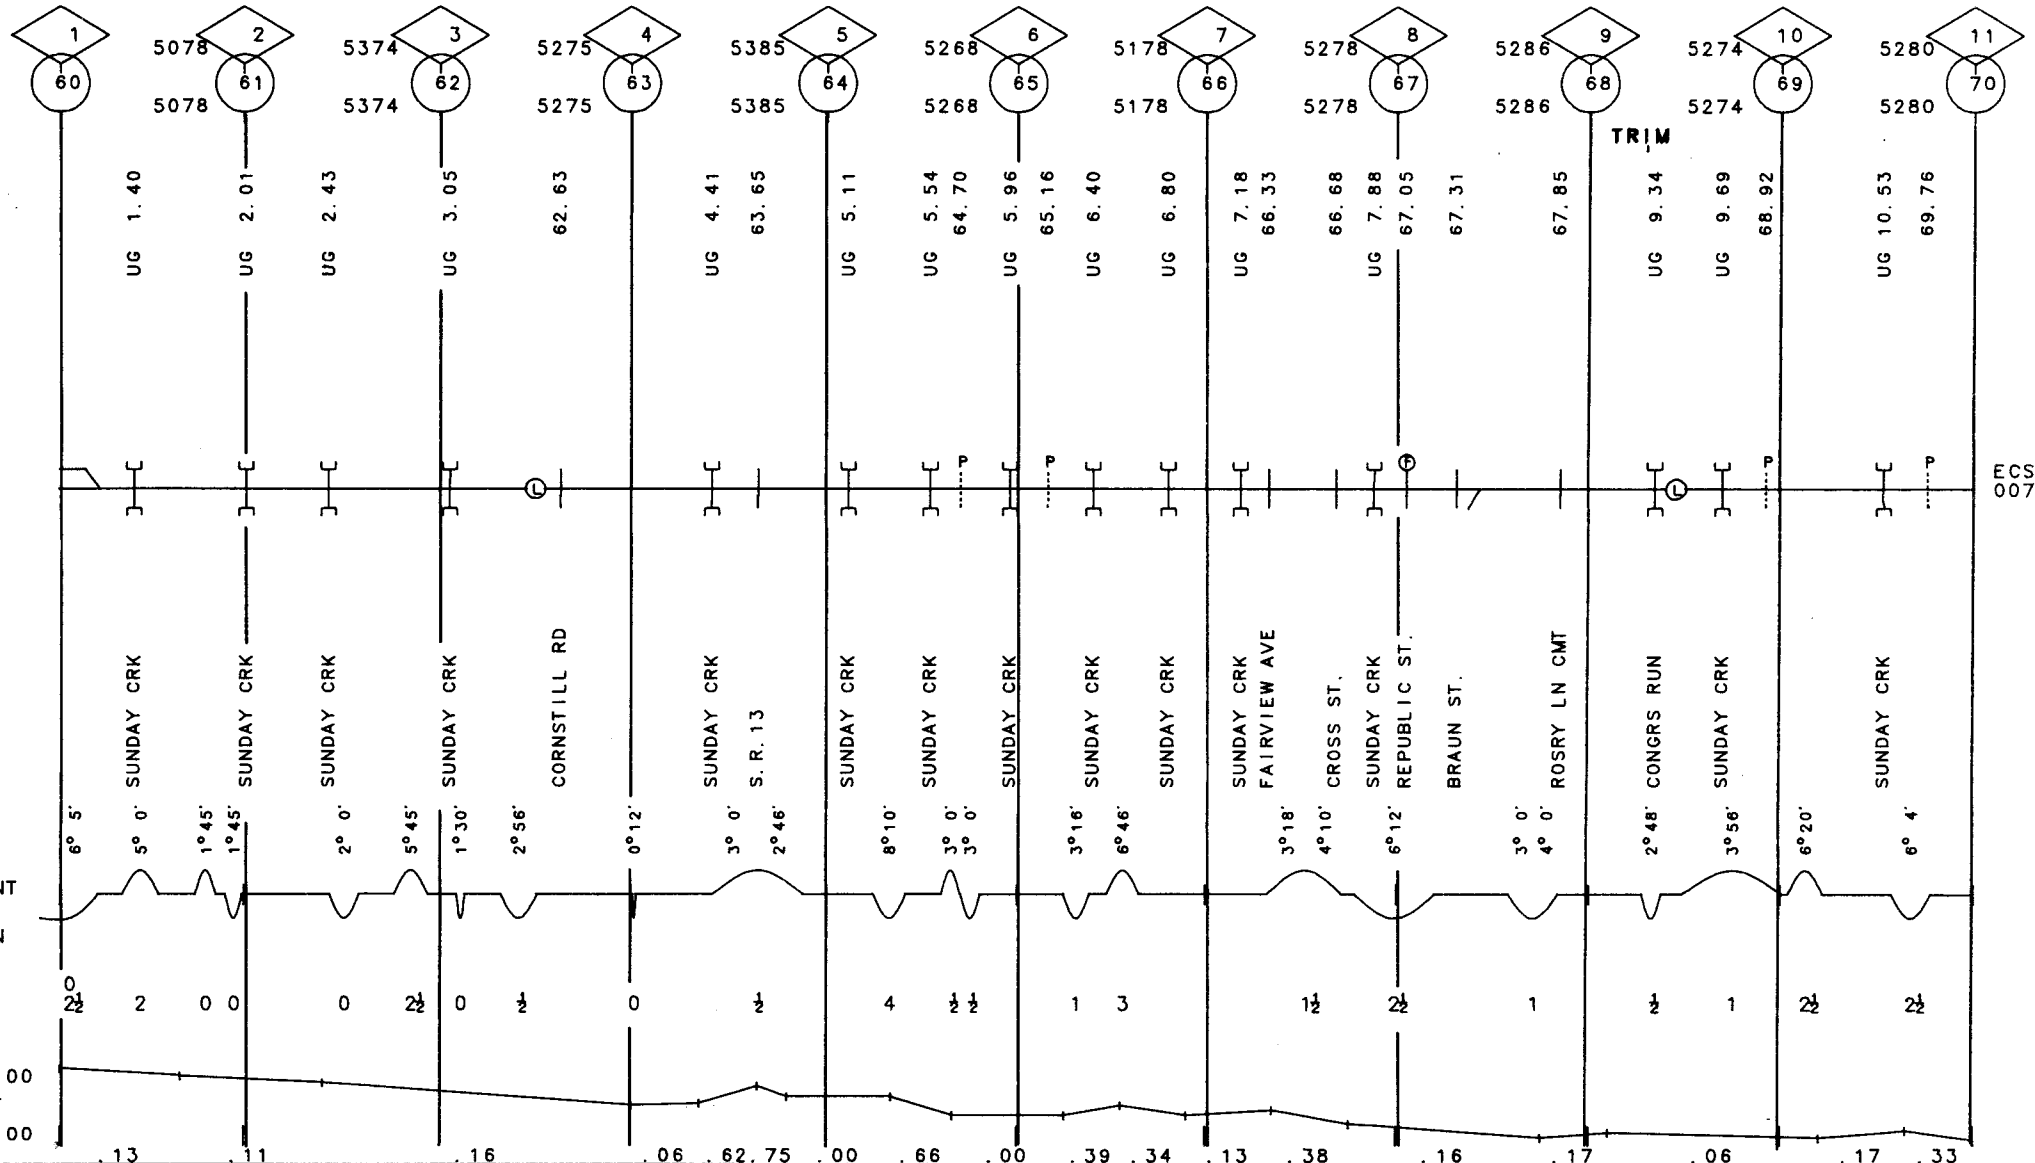 1 2 3 4 5 6 7 8 9 10 11
5078 5374 5275 5385 5268 5178 5278 5286 5274 5280
60 61 62 63 64 65 66 67 68 69 70
5078 5374 5275 5385 5268 5178 5278 5286 5274 5280
TRIM
UG 1.40
UG 2.01
UG 2.43
UG 3.05
62.63
UG 4.41
63.65
UG 5.11
UG 5.54
64.70
UG 5.96
65.16
UG 6.40
UG 6.80
UG 7.18
66.33
66.68
UG 7.88
67.05
67.31
67.85
UG 9.34
UG 9.69
68.92
UG 10.53
69.76
L P P F L P P
ECS
007
SUNDAY CRK
SUNDAY CRK
SUNDAY CRK
SUNDAY CRK
CORNSTILL RD
SUNDAY CRK
S.R.13
SUNDAY CRK
SUNDAY CRK
SUNDAY CRK
SUNDAY CRK
SUNDAY CRK
SUNDAY CRK
FAIRVIEW AVE
CROSS ST.
SUNDAY CRK
REPUBLIC ST.
BRAUN ST.
ROSRY LN CMT
CONGRS RUN
SUNDAY CRK
SUNDAY CRK
6° 5' 5° 0' 1°45' 1°45' 2° 0' 5°45' 1°30' 2°56' 0°12' 3° 0' 2°46' 8°10' 3° 0' 3° 0' 3°16' 6°46' 3°18' 4°10' 6°12' 3° 0' 4° 0' 2°48' 3°56' 6°20' 6° 4'
NT
N
0
2½ 2 0 0 0 2½ 0 ½ 0 ½ 4 ½ ½ 1 3 1½ 2½ 1 ½ 1 2½ 2½
00
00
.13 .11 .16 .06 .62 .75 .00 .66 .00 .39 .34 .13 .38 .16 .17 .06 .17 .33